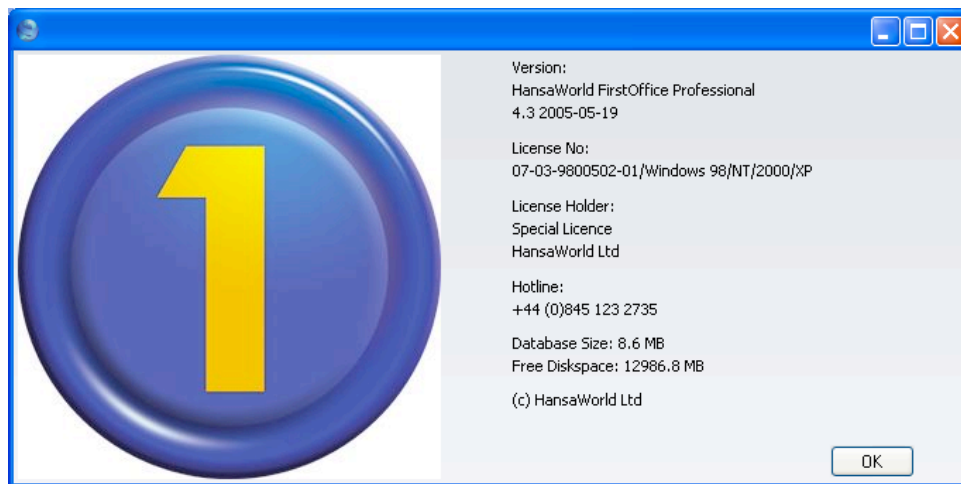 1
Version:
HansaWorld FirstOffice Professional
4.3 2005-05-19
License No:
07-03-9800502-01/Windows 98/NT/2000/XP
License Holder:
Special Licence
HansaWorld Ltd
Hotline:
+44 (0)845 123 2735
Database Size: 8.6 MB
Free Diskspace: 12986.8 MB
(c) HansaWorld Ltd
OK